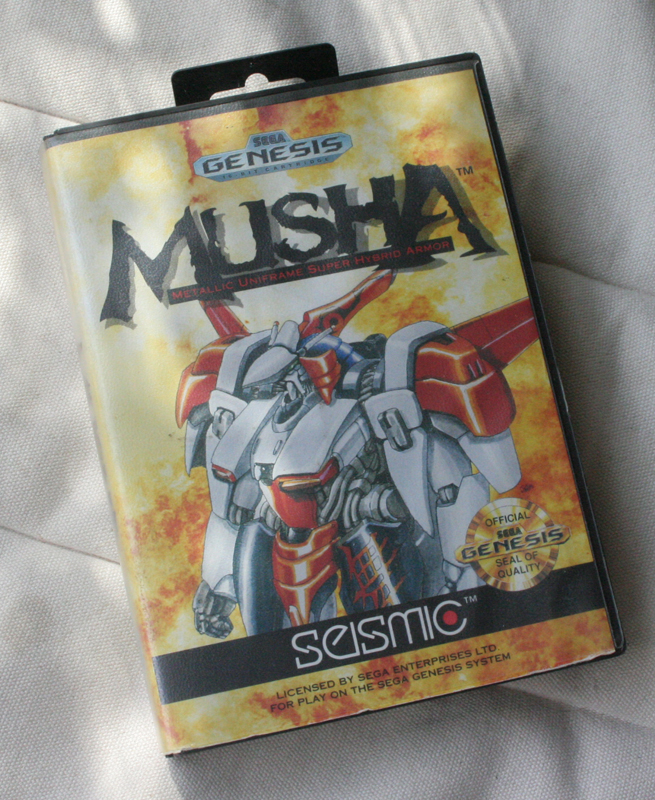 SEGA
GENESIS
16-BIT CARTRIDGE
MUSHA™
METALLIC UNIFRAME SUPER HYBRID ARMOR
OFFICIAL
SEGA
GENESIS
SEAL OF
QUALITY
SEISMIC™
LICENSED BY SEGA ENTERPRISES LTD.
FOR PLAY ON THE SEGA GENESIS SYSTEM